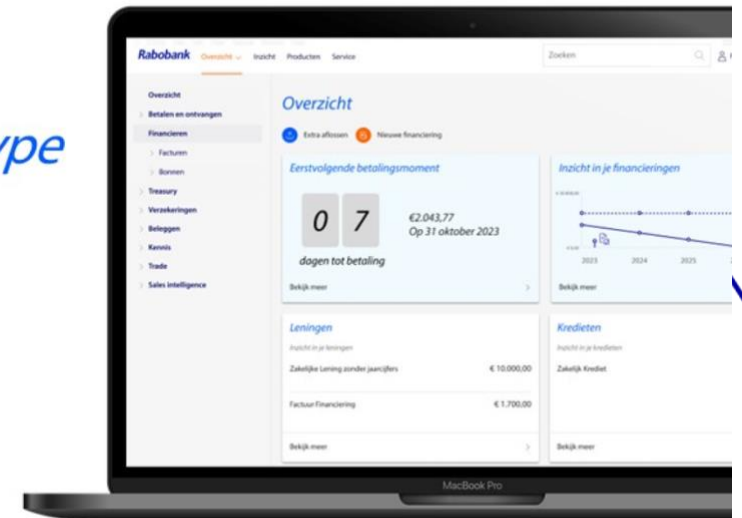 ype
Rabobank Overzicht Inzicht Producten Service Zoeken
Overzicht
Betalen en ontvangen
Financieren
Facturen
Bonnen
Treasury
Verzekeringen
Beleggen
Kennis
Trade
Sales intelligence
Overzicht
Extra aflossen Nieuwe financiering
Eerstvolgende betalingsmoment
0 7
€2.043,77
Op 31 oktober 2023
dagen tot betaling
Bekijk meer
Inzicht in je financieringen
2023 2024 2025
Bekijk meer
Leningen
Inzicht in je leningen
Zakelijke Lening zonder jaarcijfers € 10.000,00
Factuur Financiering € 1.700,00
Bekijk meer
Kredieten
Inzicht in je kredieten
Zakelijk Krediet
Bekijk meer
MacBook Pro